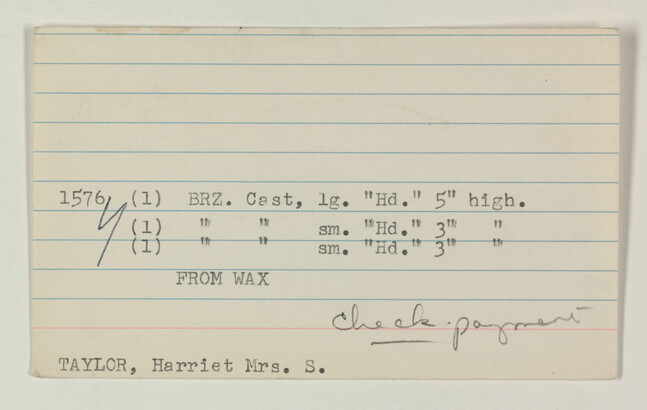 1576 (1) BRZ. Cast, lg. "Hd." 5" high.
(1) " " sm. "Hd." 3" "
(1) " " sm. "Hd." 3" "
FROM WAX
check payment
TAYLOR, Harriet Mrs. S.